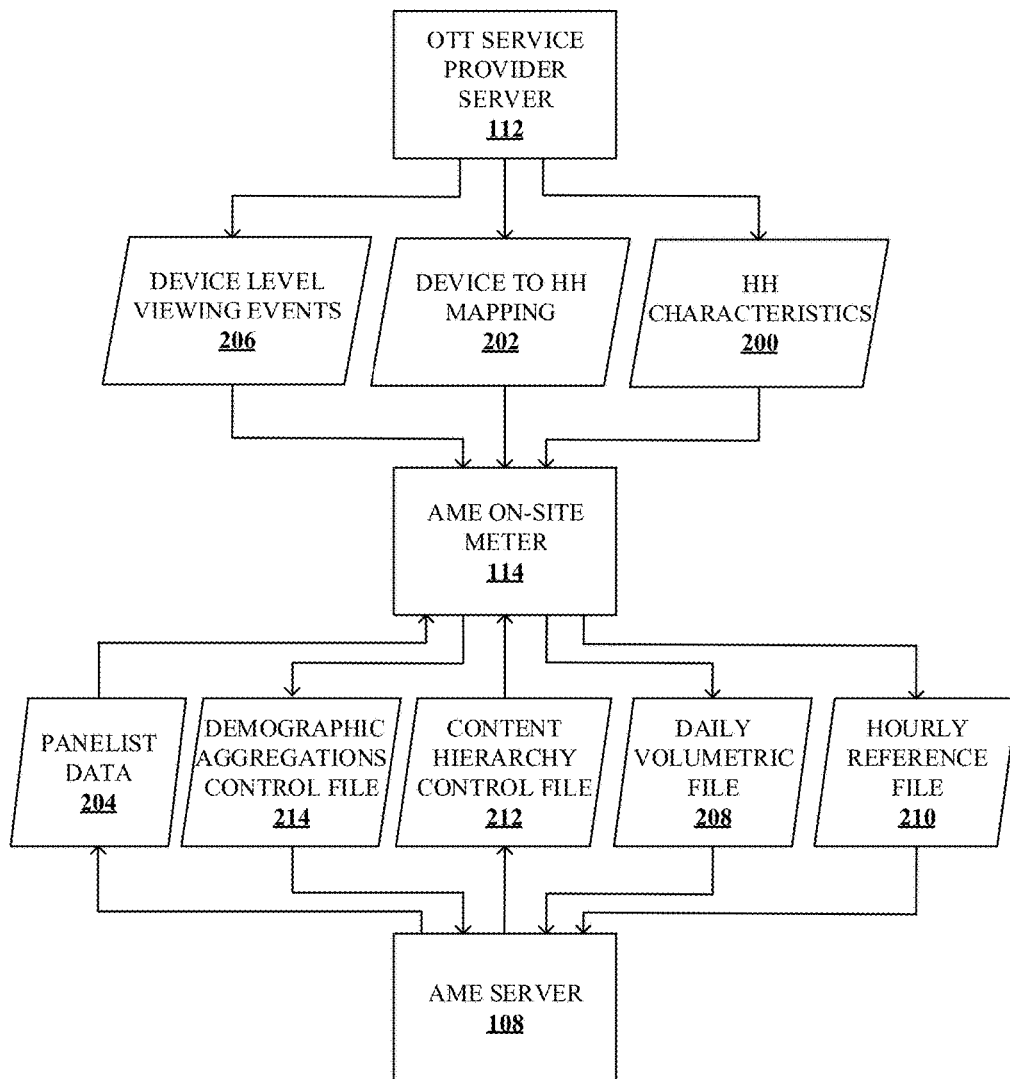 OTT SERVICE
PROVIDER
SERVER
112
DEVICE LEVEL
VIEWING EVENTS
206
DEVICE TO HH
MAPPING
202
HH
CHARACTERISTICS
200
AME ON-SITE
METER
114
PANELIST
DATA
204
DEMOGRAPHIC
AGGREGATIONS
CONTROL FILE
214
CONTENT
HIERARCHY
CONTROL FILE
212
DAILY
VOLUMETRIC
FILE
208
HOURLY
REFERENCE
FILE
210
AME SERVER
108